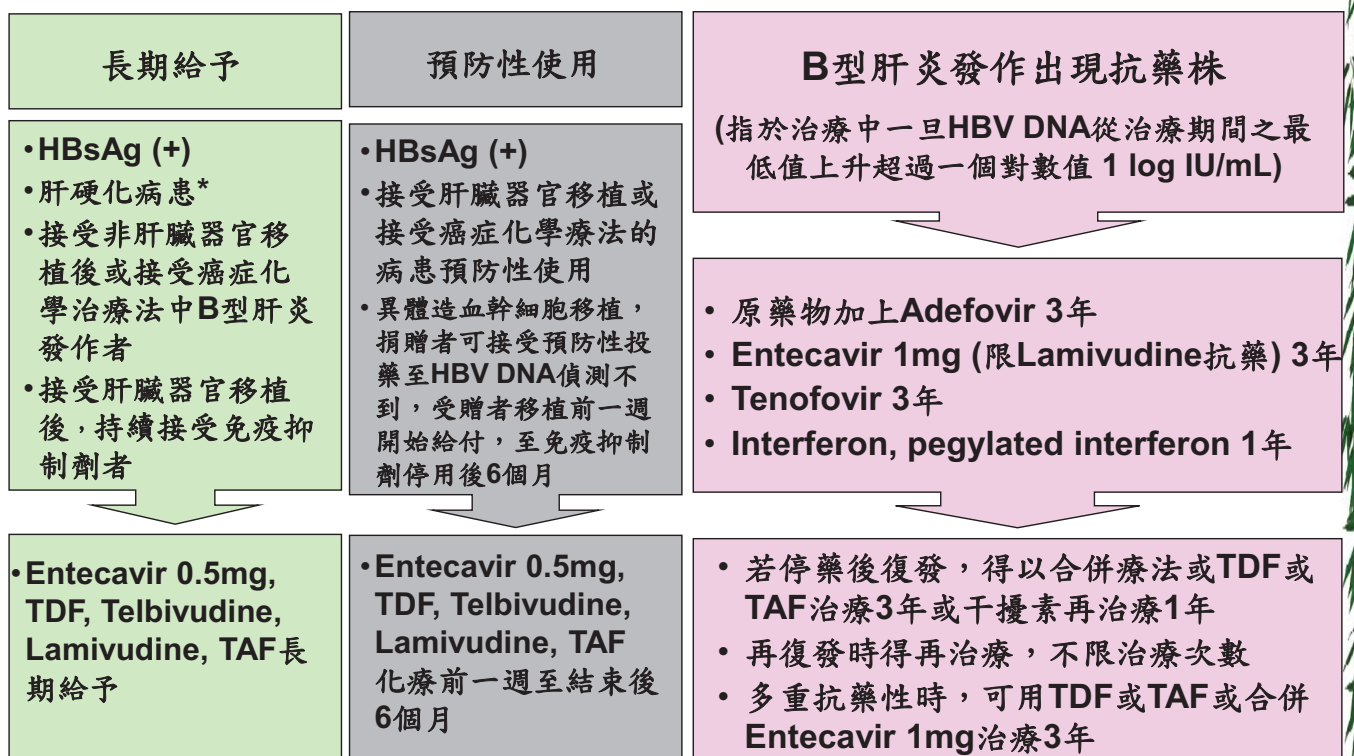 長期給予
•HBsAg (+)
•肝硬化病患*
•接受非肝臟器官移
植後或接受癌症化
學治療法中B型肝炎
發作者
•接受肝臟器官移植
後，持續接受免疫抑
制劑者
•Entecavir 0.5mg,
TDF, Telbivudine,
Lamivudine, TAF長
期給予
預防性使用
•HBsAg (+)
•接受肝臟器官移植或
接受癌症化學療法的
病患預防性使用
•異體造血幹細胞移植，
捐贈者可接受預防性投
藥至HBV DNA偵測不
到，受贈者移植前一週
開始給付，至免疫抑制
劑停用後6個月
•Entecavir 0.5mg,
TDF, Telbivudine,
Lamivudine, TAF
化療前一週至結束後
6個月
B型肝炎發作出現抗藥株
(指於治療中一旦HBV DNA從治療期間之最
低值上升超過一個對數值 1 log IU/mL)
• 原藥物加上Adefovir 3年
• Entecavir 1mg (限Lamivudine抗藥) 3年
• Tenofovir 3年
• Interferon, pegylated interferon 1年
• 若停藥後復發，得以合併療法或TDF或
TAF治療3年或干擾素再治療1年
• 再復發時得再治療，不限治療次數
• 多重抗藥性時，可用TDF或TAF或合併
Entecavir 1mg治療3年